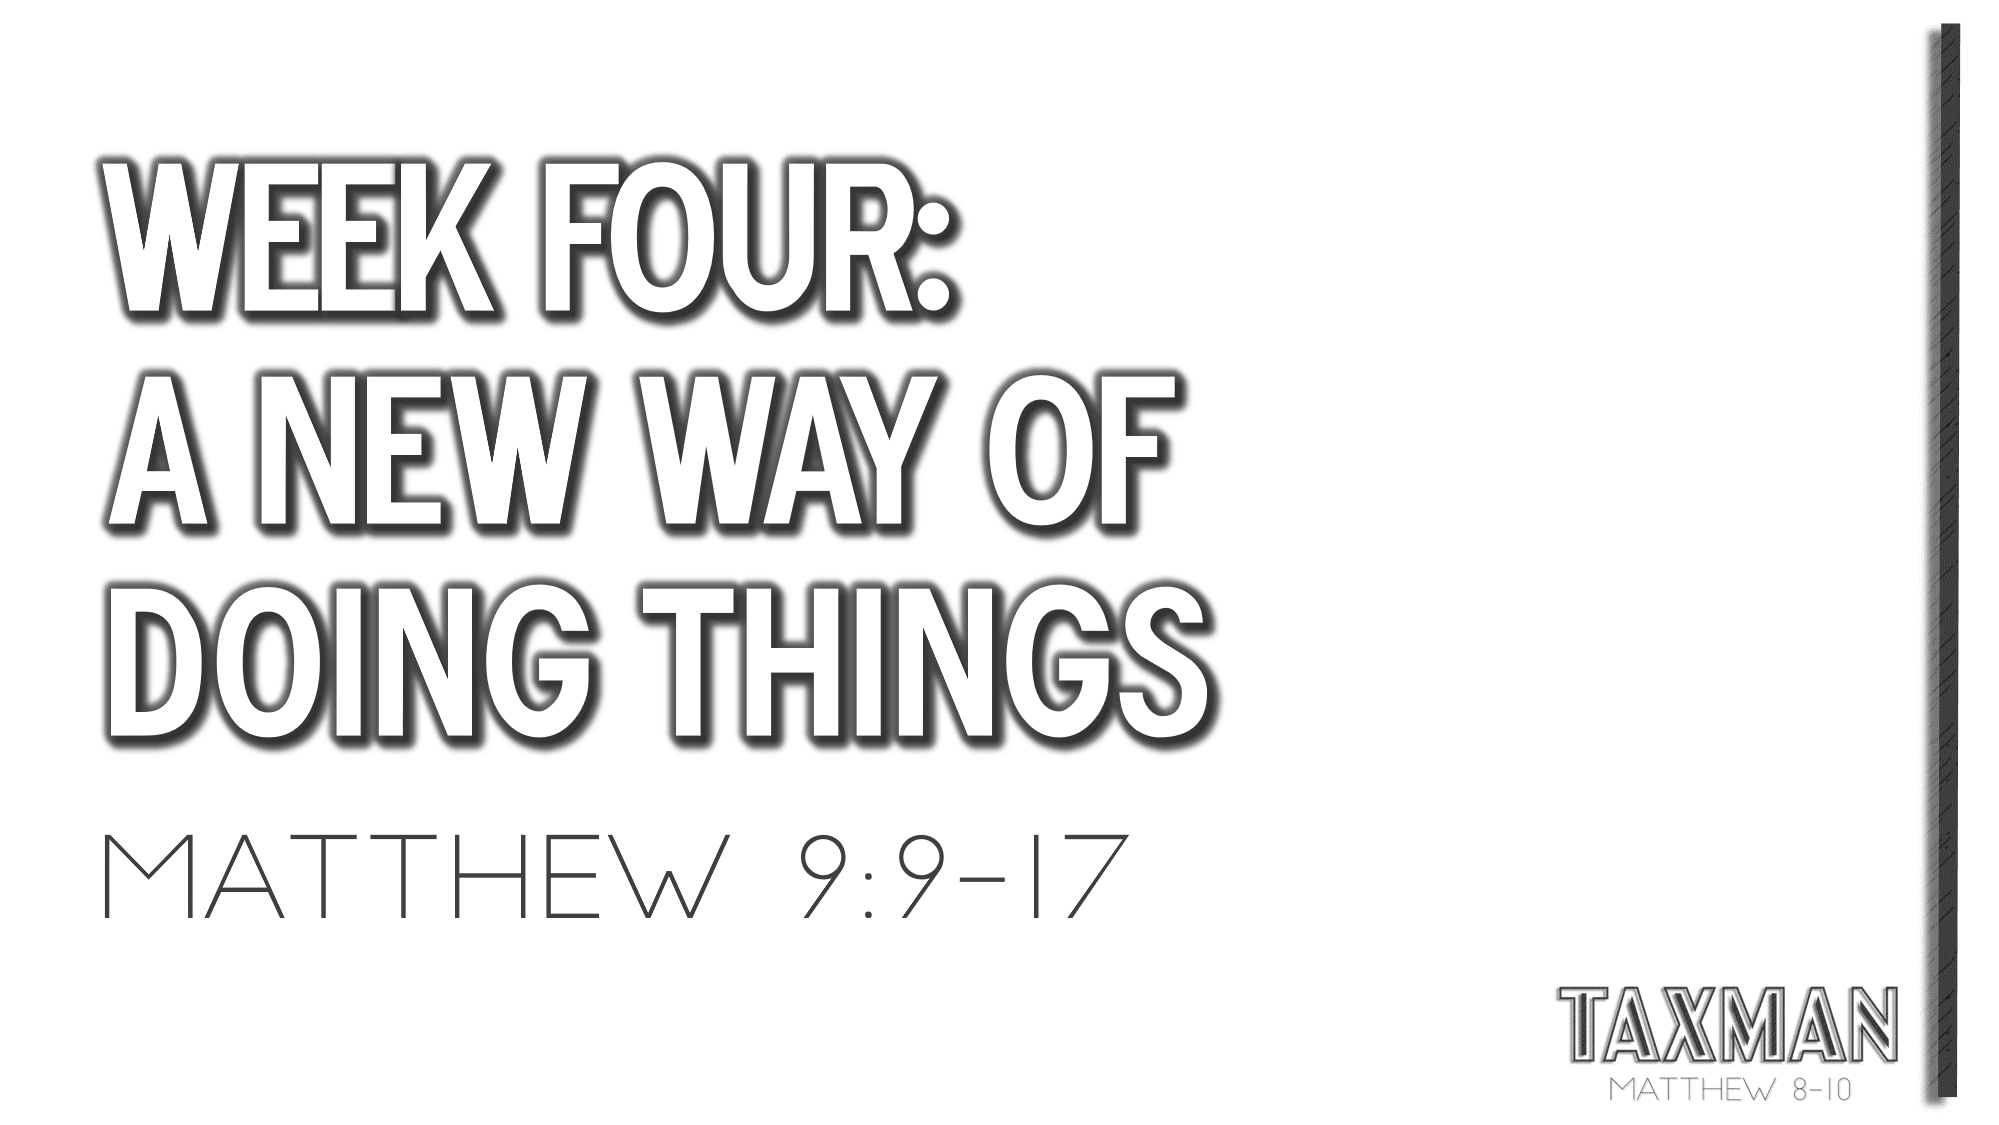 WEEK FOUR:
A NEW WAY OF
DOING THINGS
MATTHEW 9:9-17
TAXMAN
MATTHEW 8-10